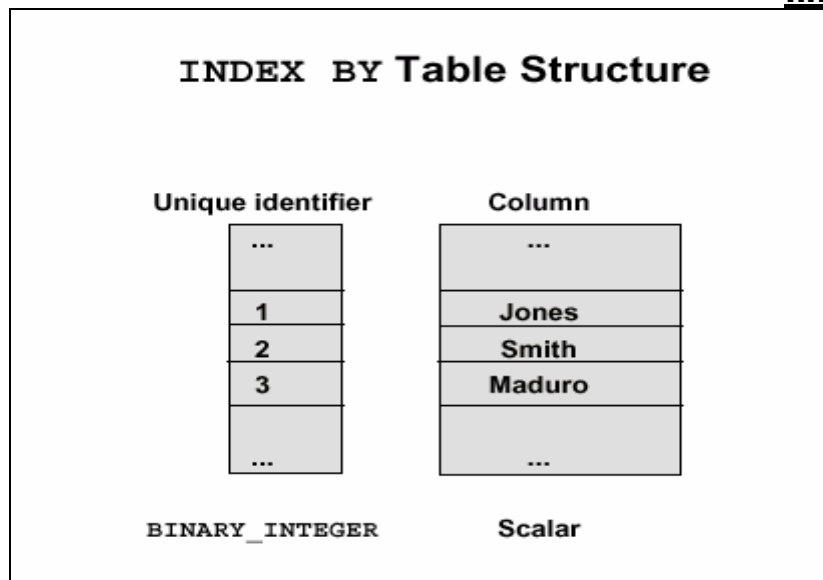 INDEX BY Table Structure
Unique identifier Column
... ...
1 Jones
2 Smith
3 Maduro
... ...
BINARY_INTEGER Scalar